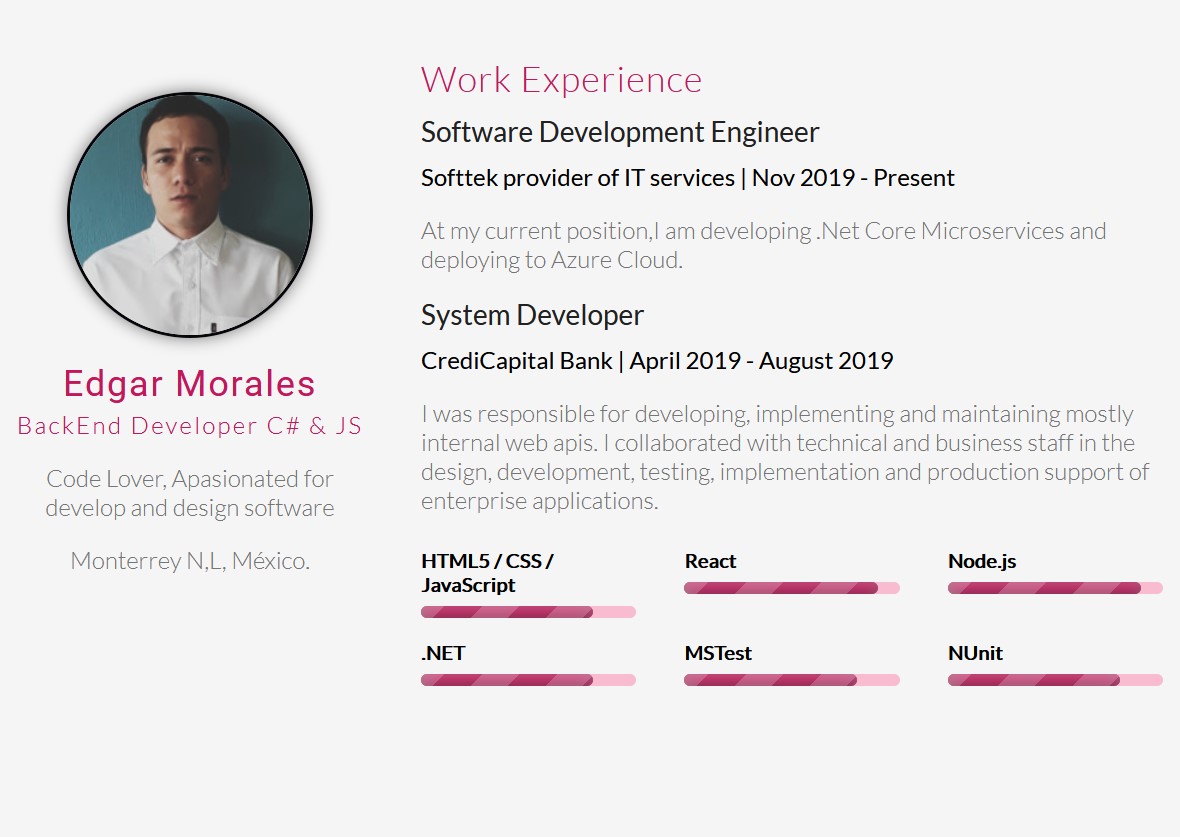 Edgar Morales
BackEnd Developer C# & JS
Code Lover, Apasionated for
develop and design software
Monterrey N,L, México.
Work Experience
Software Development Engineer
Softtek provider of IT services | Nov 2019 - Present
At my current position,I am developing .Net Core Microservices and
deploying to Azure Cloud.
System Developer
CrediCapital Bank | April 2019 - August 2019
I was responsible for developing, implementing and maintaining mostly
internal web apis. I collaborated with technical and business staff in the
design, development, testing, implementation and production support of
enterprise applications.
HTML5 / CSS /
JavaScript
React
Node.js
.NET
MSTest
NUnit